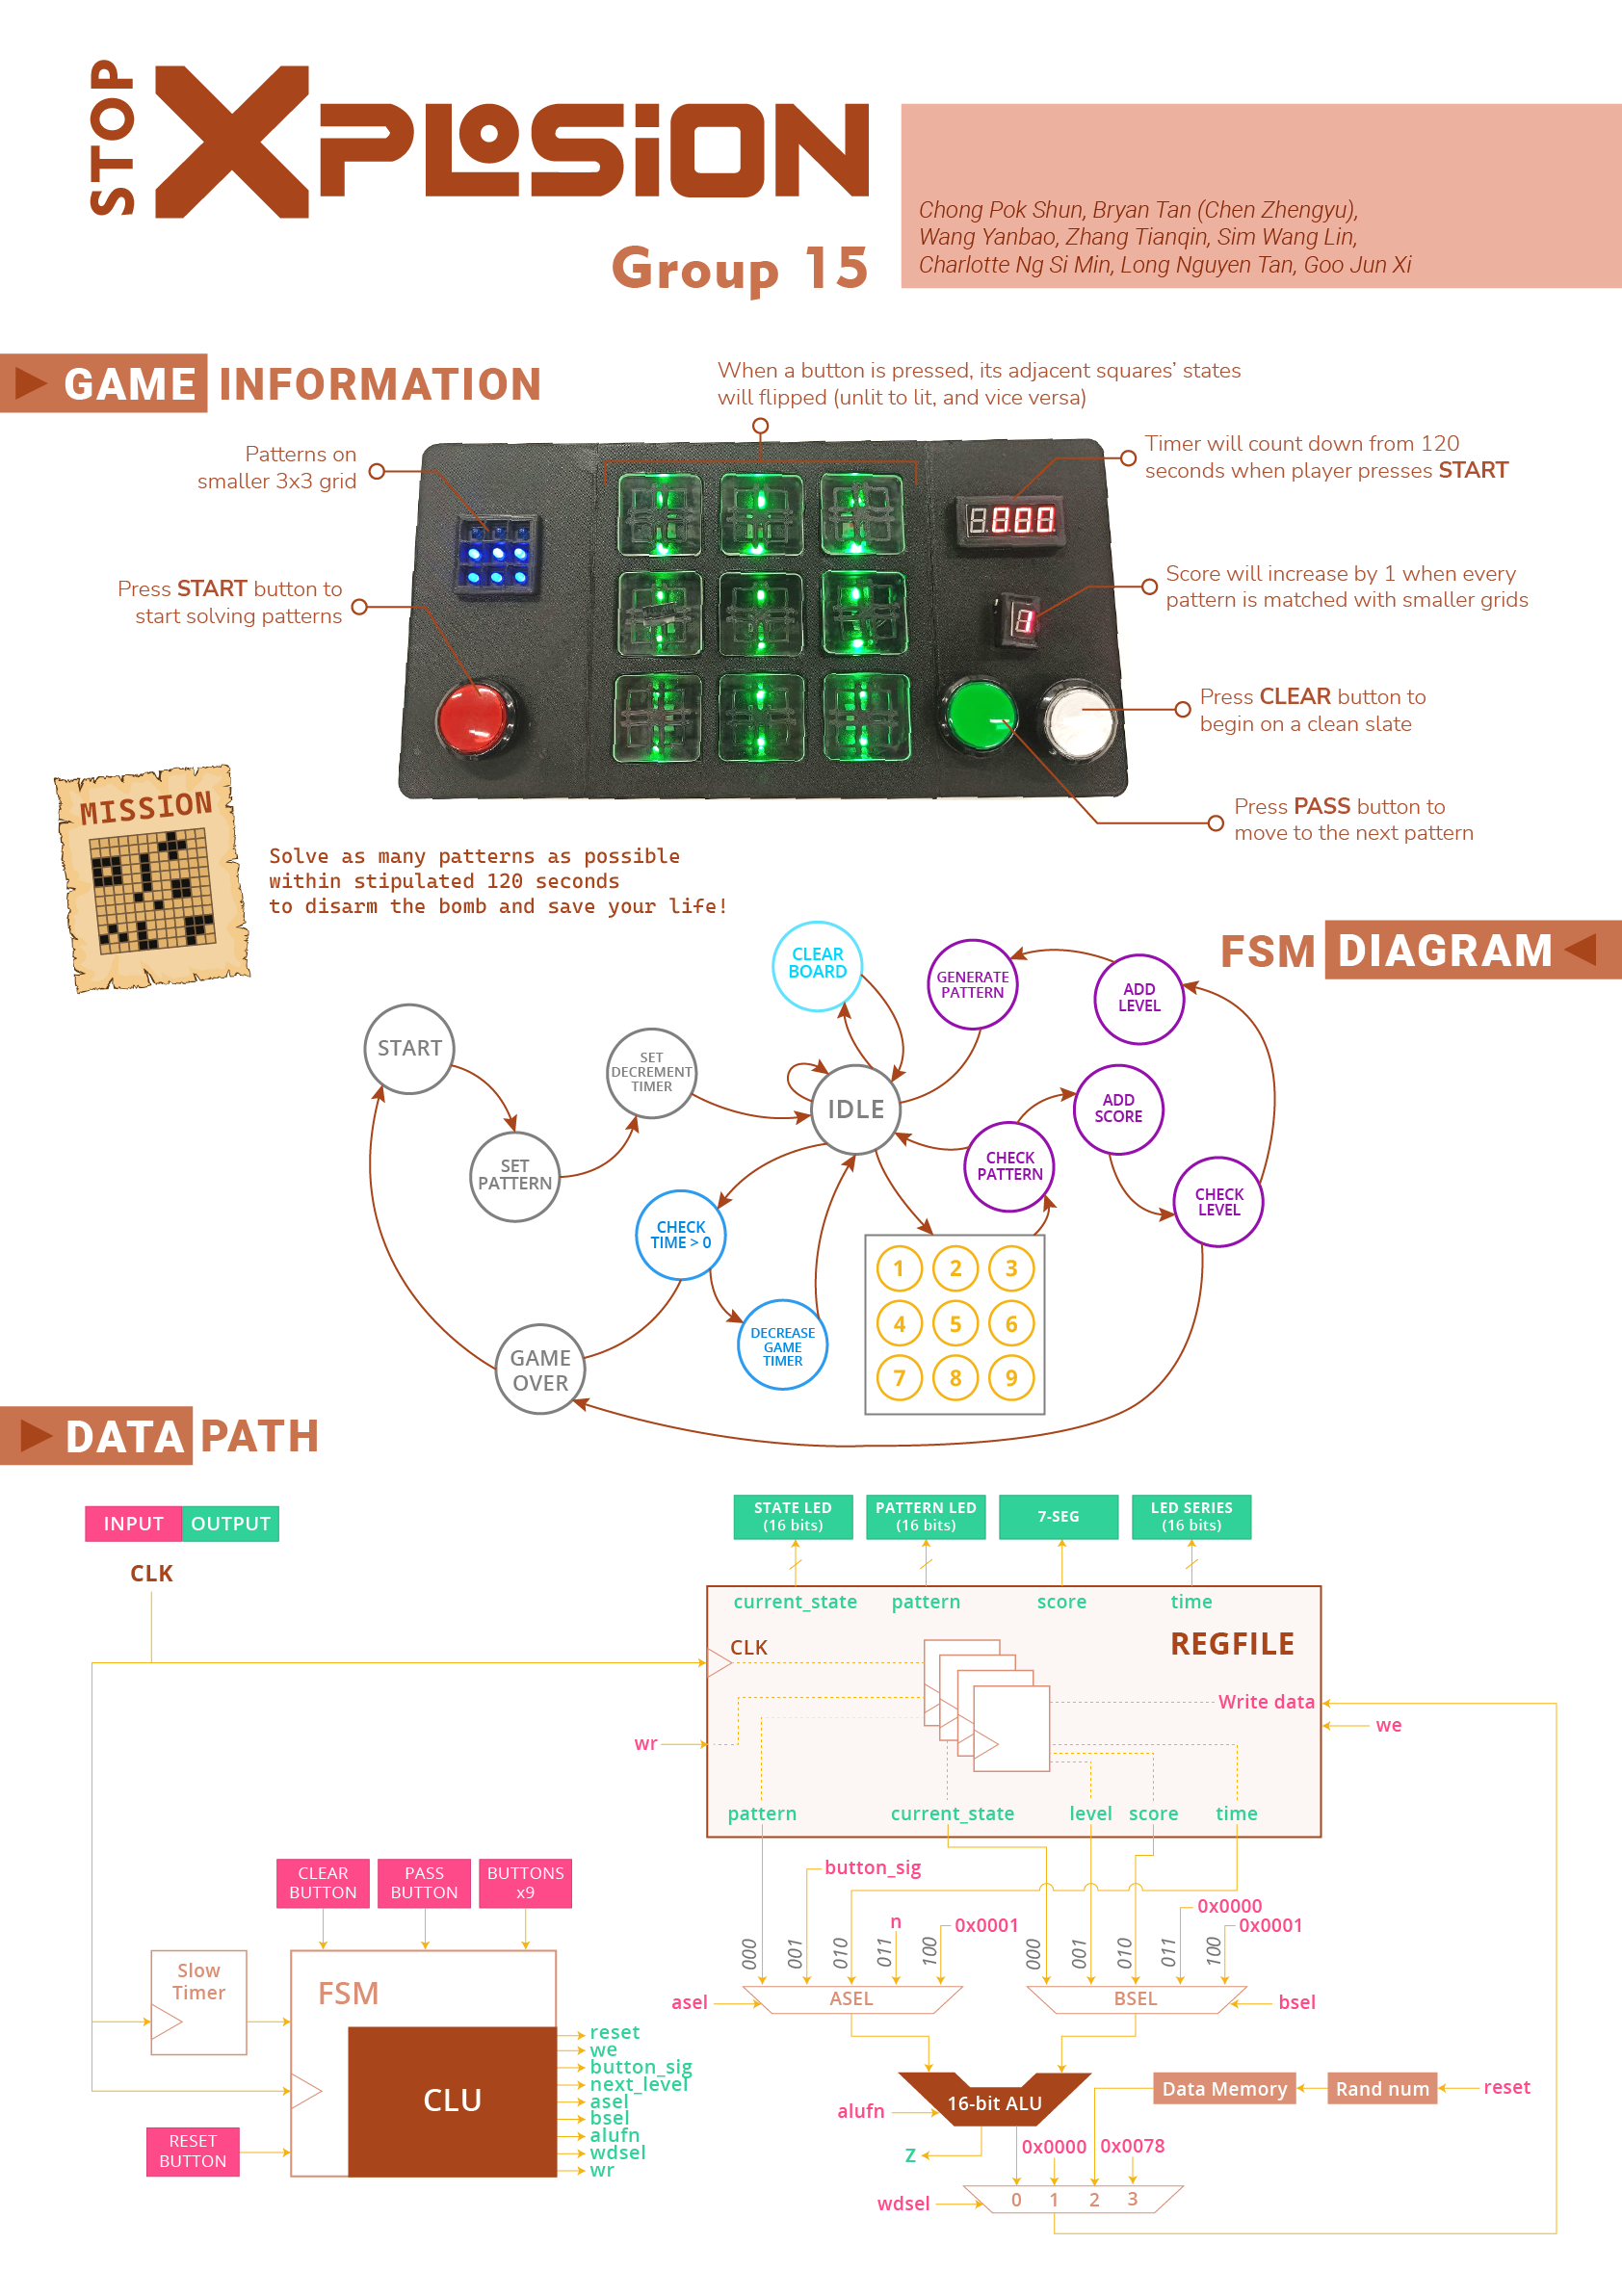 STOP
XPLOSiON
Group 15
Chong Pok Shun, Bryan Tan (Chen Zhengyu),
Wang Yanbao, Zhang Tianqin, Sim Wang Lin,
Charlotte Ng Si Min, Long Nguyen Tan, Goo Jun Xi
GAME INFORMATION
When a button is pressed, its adjacent squares’ states
will flipped (unlit to lit, and vice versa)
Patterns on
smaller 3x3 grid
Timer will count down from 120
seconds when player presses START
Press START button to
start solving patterns
Score will increase by 1 when every
pattern is matched with smaller grids
000
1
Press CLEAR button to
begin on a clean slate
Press PASS button to
move to the next pattern
MISSION
Solve as many patterns as possible
within stipulated 120 seconds
to disarm the bomb and save your life!
FSM DIAGRAM
CLEAR
BOARD
GENERATE
PATTERN
ADD
LEVEL
START
SET
DECREMENT
TIMER
IDLE
ADD
SCORE
SET
PATTERN
CHECK
PATTERN
CHECK
LEVEL
CHECK
TIME > 0
1 2 3
4 5 6
7 8 9
DECREASE
GAME
TIMER
GAME
OVER
DATA PATH
INPUT OUTPUT
CLK
STATE LED
(16 bits)
PATTERN LED
(16 bits)
7-SEG
LED SERIES
(16 bits)
current_state pattern score time
CLK
REGFILE
Write data
we
wr
pattern current_state level score time
button_sig
n
0x0001
0x0000
0x0001
000 001 010 011 100
000 001 010 011 100
asel
ASEL
BSEL
bsel
CLEAR
BUTTON
PASS
BUTTON
BUTTONS
x9
Slow
Timer
FSM
CLU
RESET
BUTTON
reset
we
button_sig
next_level
asel
bsel
alufn
wdsel
wr
16-bit ALU
alufn
Z
Data Memory
Rand num
reset
0x0000 0x0078
wdsel
0 1 2 3